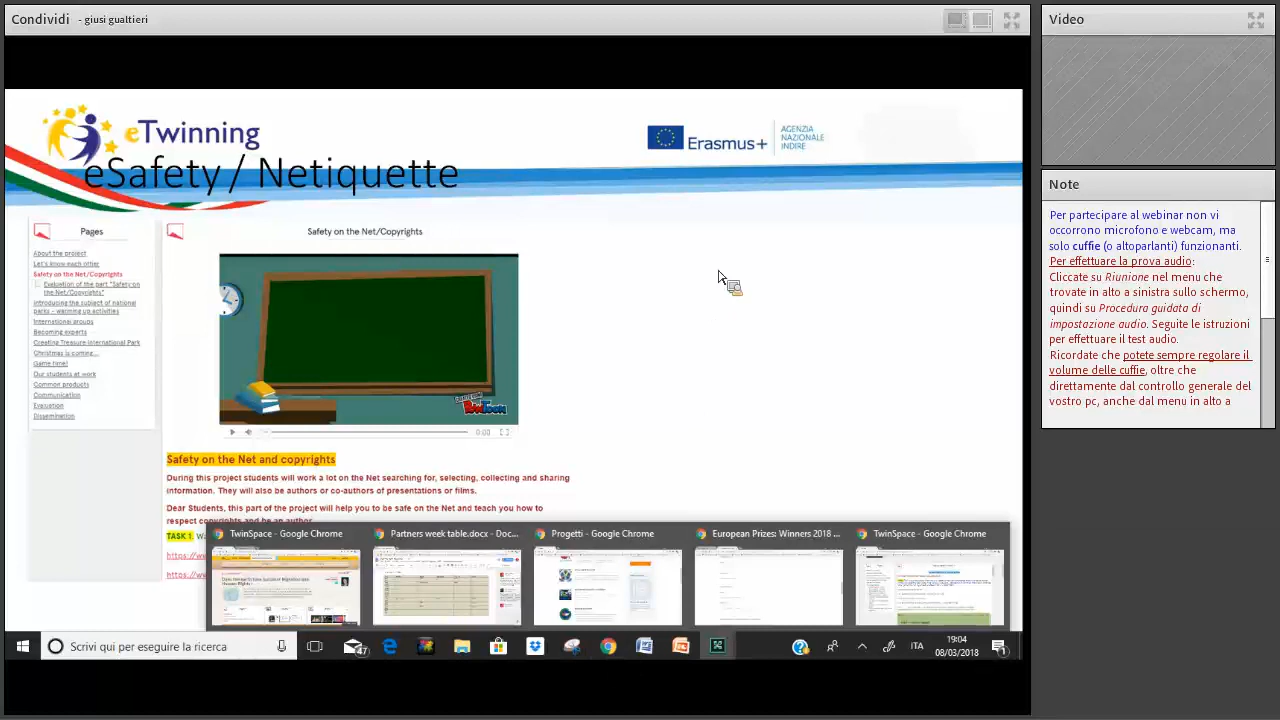 Condividi - giusi gualtieri
eTwinning
Erasmus+
AGENZIA
NAZIONALE
INDIRE
eSafety / Netiquette
Pages
About the project
Let's know each other
Safety on the Net/Copyrights
Evaluation of the part "Safety on
the Net/Copyrights"
Introducing the subject of national
parks - warming up activities
International groups
Becoming experts
Creating Treasure International Park
Christmas is coming...
Game time!
Our students at work
Common products
Communication
Evaluation
Dissemination
Safety on the Net/Copyrights
0:00
Safety on the Net and copyrights
During this project students will work a lot on the Net searching for, selecting, collecting and sharing
information. They will also be authors or co-authors of presentations or films.
Dear Students, this part of the project will help you to be safe on the Net and teach you how to
respect copyrights and be an author.
TASK 1.
https://ww
https://ww
TwinSpace - Google Chrome
Partners week table.docx - Doc...
Progetti - Google Chrome
European Prizes: Winners 2018 ...
TwinSpace - Google Chrome
Scrivi qui per eseguire la ricerca
47
ITA
19:04
08/03/2018
1
Video
Note
Per partecipare al webinar non vi
occorrono microfono e webcam, ma
solo cuffie (o altoparlanti) funzionanti.
Per effettuare la prova audio:
Cliccate su Riunione nel menu che
trovate in alto a sinistra sullo schermo,
quindi su Procedura guidata di
impostazione audio. Seguite le istruzioni
per effettuare il test audio.
Ricordate che potete sempre regolare il
volume delle cuffie, oltre che
direttamente dal controllo generale del
vostro pc, anche dal menu in alto a